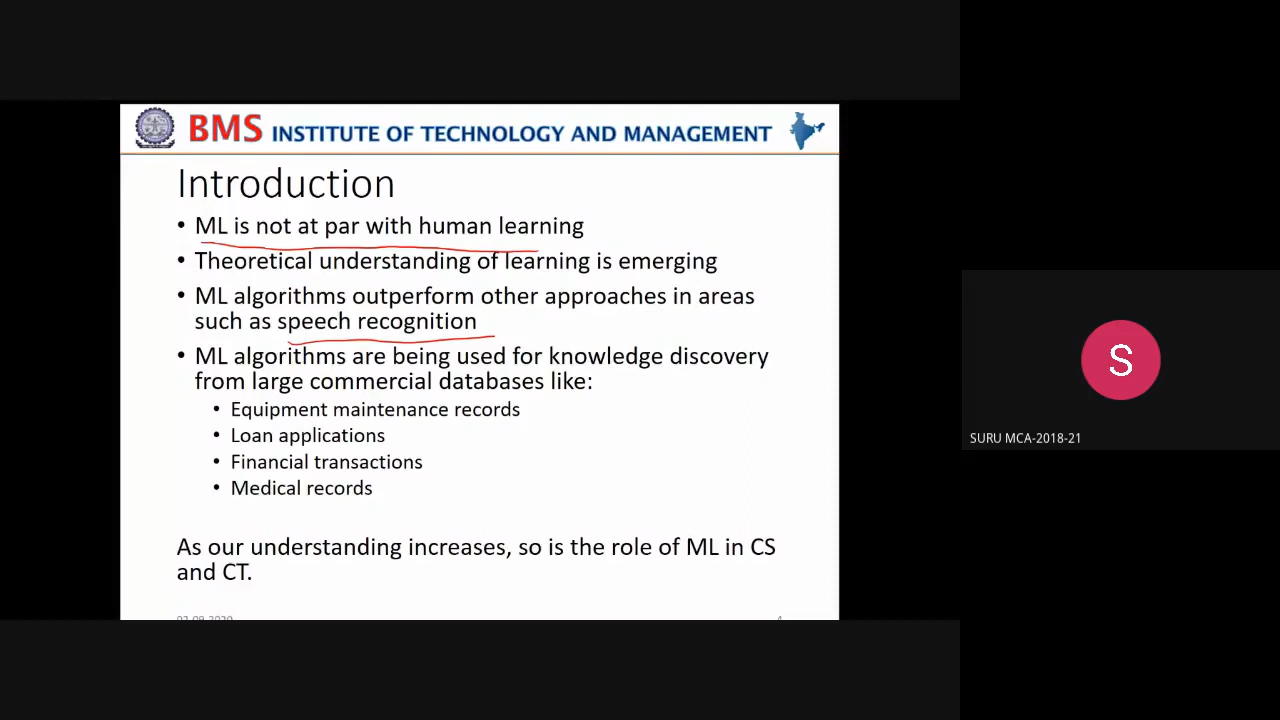 BMS INSTITUTE OF TECHNOLOGY AND MANAGEMENT
Introduction
• ML is not at par with human learning
• Theoretical understanding of learning is emerging
• ML algorithms outperform other approaches in areas
such as speech recognition
• ML algorithms are being used for knowledge discovery
from large commercial databases like:
• Equipment maintenance records
• Loan applications
• Financial transactions
• Medical records
As our understanding increases, so is the role of ML in CS
and CT.
S
SURU MCA-2018-21